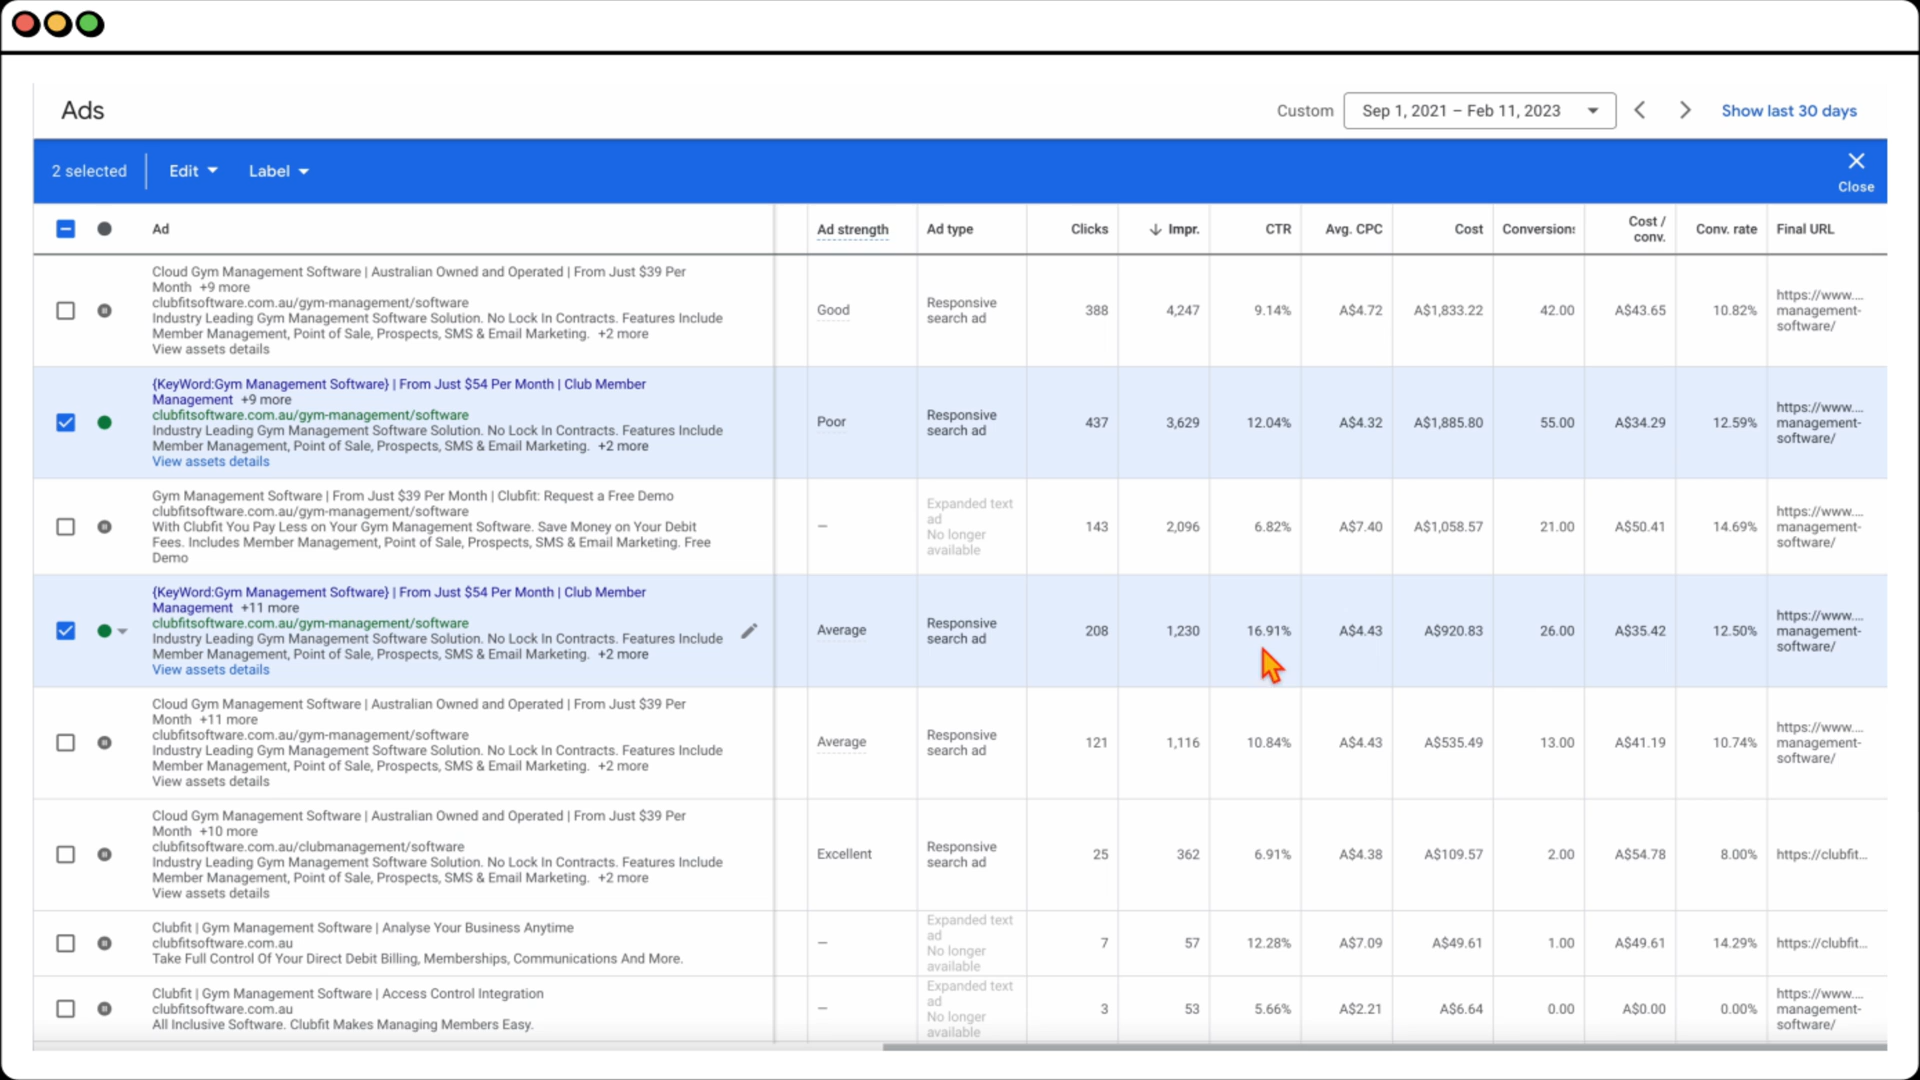 Ads
Custom
Sep 1, 2021 – Feb 11, 2023
Show last 30 days
2 selected
Edit
Label
Close
Ad
Ad strength
Ad type
Clicks
Impr.
CTR
Avg. CPC
Cost
Conversions
Cost /
conv.
Conv. rate
Final URL
Cloud Gym Management Software | Australian Owned and Operated | From Just $39 Per
Month +9 more
clubfitsoftware.com.au/gym-management/software
Industry Leading Gym Management Software Solution. No Lock In Contracts. Features Include
Member Management, Point of Sale, Prospects, SMS & Email Marketing. +2 more
View assets details
Good
Responsive
search ad
388
4,247
9.14%
A$4.72
A$1,833.22
42.00
A$43.65
10.82%
https://www....
management-
software/
{KeyWord:Gym Management Software} | From Just $54 Per Month | Club Member
Management +9 more
clubfitsoftware.com.au/gym-management/software
Industry Leading Gym Management Software Solution. No Lock In Contracts. Features Include
Member Management, Point of Sale, Prospects, SMS & Email Marketing. +2 more
View assets details
Poor
Responsive
search ad
437
3,629
12.04%
A$4.32
A$1,885.80
55.00
A$34.29
12.59%
https://www....
management-
software/
Gym Management Software | From Just $39 Per Month | Clubfit: Request a Free Demo
clubfitsoftware.com.au/gym-management/software
With Clubfit You Pay Less on Your Gym Management Software. Save Money on Your Debit
Fees. Includes Member Management, Point of Sale, Prospects, SMS & Email Marketing. Free
Demo
—
Expanded text
ad
No longer
available
143
2,096
6.82%
A$7.40
A$1,058.57
21.00
A$50.41
14.69%
https://www....
management-
software/
{KeyWord:Gym Management Software} | From Just $54 Per Month | Club Member
Management +11 more
clubfitsoftware.com.au/gym-management/software
Industry Leading Gym Management Software Solution. No Lock In Contracts. Features Include
Member Management, Point of Sale, Prospects, SMS & Email Marketing. +2 more
View assets details
Average
Responsive
search ad
208
1,230
16.91%
A$4.43
A$920.83
26.00
A$35.42
12.50%
https://www....
management-
software/
Cloud Gym Management Software | Australian Owned and Operated | From Just $39 Per
Month +11 more
clubfitsoftware.com.au/gym-management/software
Industry Leading Gym Management Software Solution. No Lock In Contracts. Features Include
Member Management, Point of Sale, Prospects, SMS & Email Marketing. +2 more
View assets details
Average
Responsive
search ad
121
1,116
10.84%
A$4.43
A$535.49
13.00
A$41.19
10.74%
https://www....
management-
software/
Cloud Gym Management Software | Australian Owned and Operated | From Just $39 Per
Month +10 more
clubfitsoftware.com.au/clubmanagement/software
Industry Leading Gym Management Software Solution. No Lock In Contracts. Features Include
Member Management, Point of Sale, Prospects, SMS & Email Marketing. +2 more
View assets details
Excellent
Responsive
search ad
25
362
6.91%
A$4.38
A$109.57
2.00
A$54.78
8.00%
https://clubfit...
Clubfit | Gym Management Software | Analyse Your Business Anytime
clubfitsoftware.com.au
Take Full Control Of Your Direct Debit Billing, Memberships, Communications And More.
—
Expanded text
ad
No longer
available
7
57
12.28%
A$7.09
A$49.61
1.00
A$49.61
14.29%
https://clubfit...
Clubfit | Gym Management Software | Access Control Integration
clubfitsoftware.com.au
All Inclusive Software. Clubfit Makes Managing Members Easy.
—
Expanded text
ad
No longer
available
3
53
5.66%
A$2.21
A$6.64
0.00
A$0.00
0.00%
https://www....
management-
software/